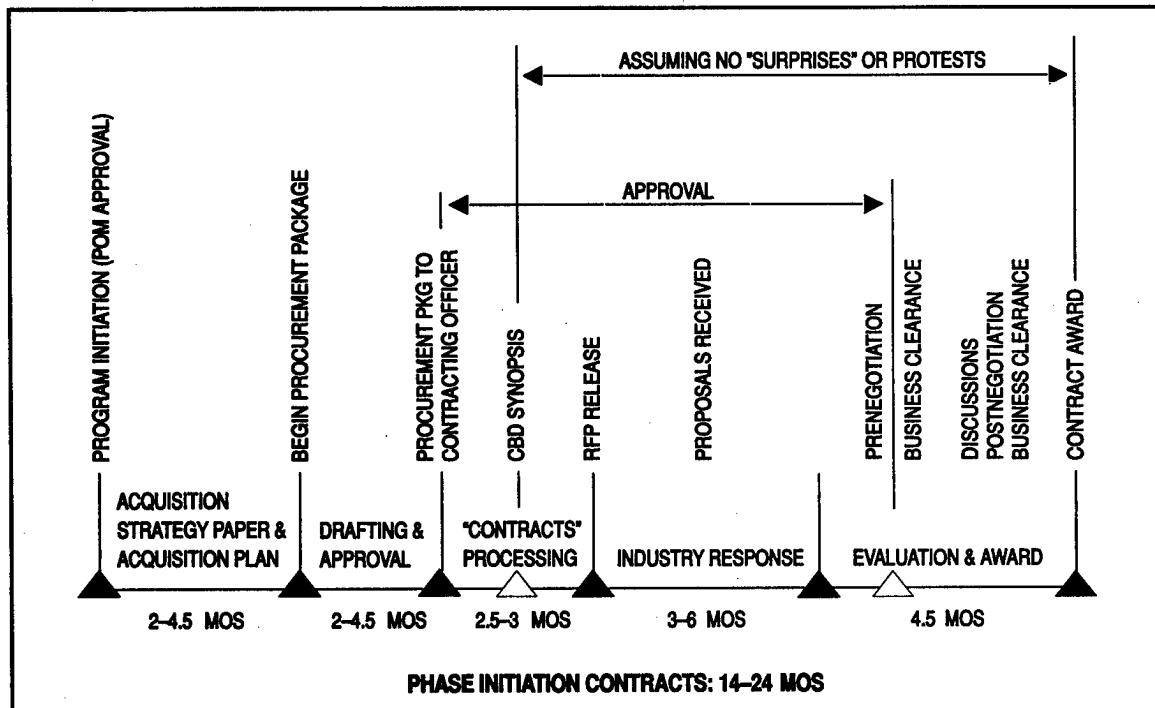 ASSUMING NO "SURPRISES" OR PROTESTS
APPROVAL
PROGRAM INITIATION (POM APPROVAL)
BEGIN PROCUREMENT PACKAGE
PROCUREMENT PKG TO
CONTRACTING OFFICER
CBD SYNOPSIS
RFP RELEASE
PROPOSALS RECEIVED
PRENEGOTIATION
BUSINESS CLEARANCE
DISCUSSIONS
POSTNEGOTIATION
BUSINESS CLEARANCE
CONTRACT AWARD
ACQUISITION
STRATEGY PAPER &
ACQUISITION PLAN
DRAFTING &
APPROVAL
"CONTRACTS"
PROCESSING
INDUSTRY RESPONSE
EVALUATION & AWARD
2–4.5 MOS
2–4.5 MOS
2.5–3 MOS
3–6 MOS
4.5 MOS
PHASE INITIATION CONTRACTS: 14–24 MOS